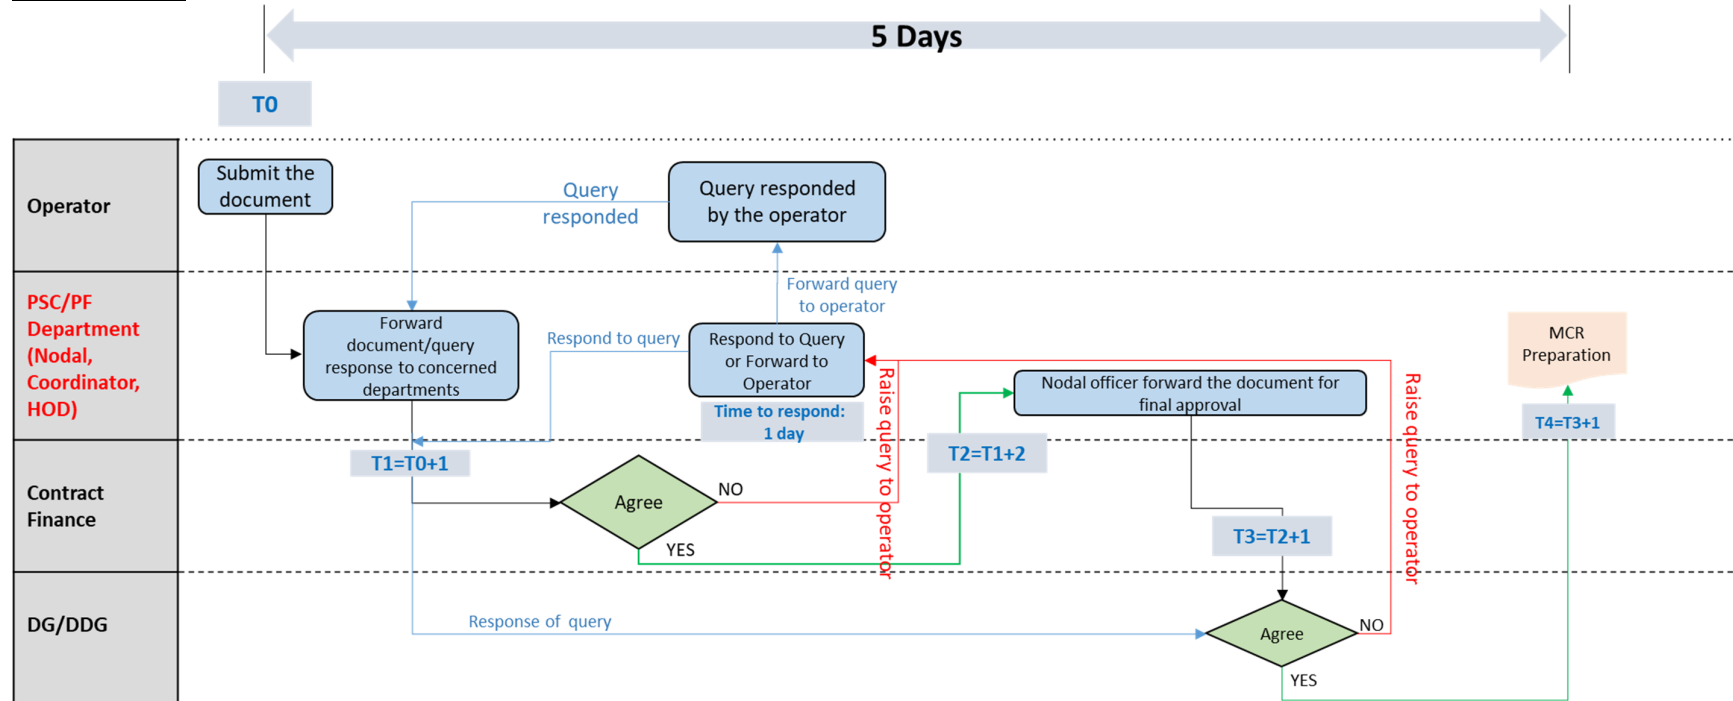 5 Days
T0
Operator
Submit the
document
Query
responded
Query responded
by the operator
Forward query
to operator
PSC/PF
Department
(Nodal,
Coordinator,
HOD)
Forward
document/query
response to concerned
departments
Respond to query
Respond to Query
or Forward to
Operator
Time to respond:
1 day
Raise query to operator
Nodal officer forward the document for
final approval
Raise query to operator
MCR
Preparation
T4=T3+1
T1=T0+1
T2=T1+2
Contract
Finance
Agree
NO
YES
T3=T2+1
DG/DDG
Response of query
Agree
NO
YES